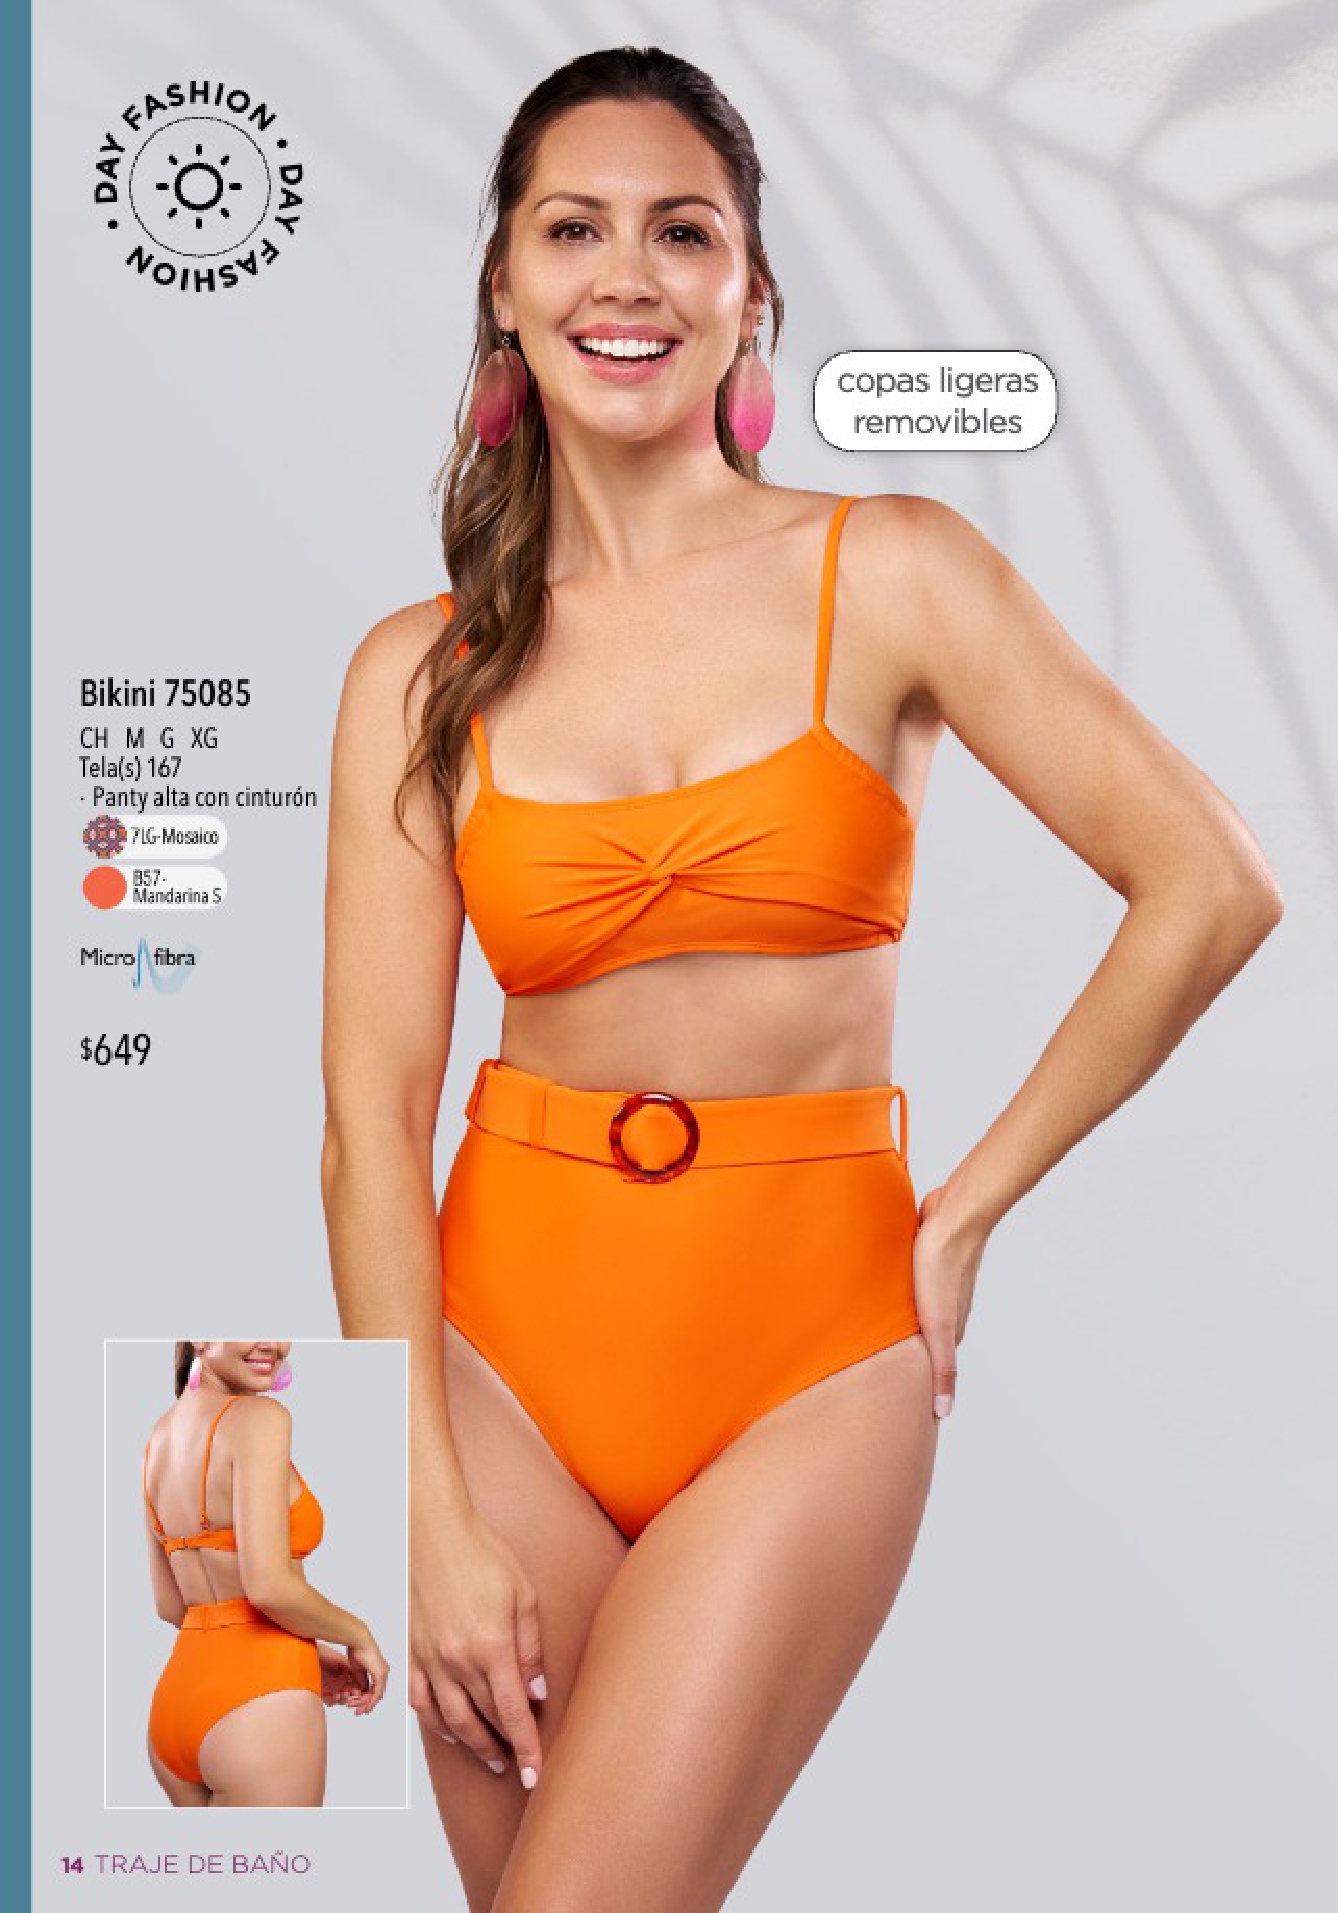 • DAY FASHION • DAY FASHION
copas ligeras
removibles
Bikini 75085
CH M G XG
Tela(s) 167
· Panty alta con cinturón
7LG-Mosaico
B57-
Mandarina S
Micro fibra
$649
14 TRAJE DE BAÑO